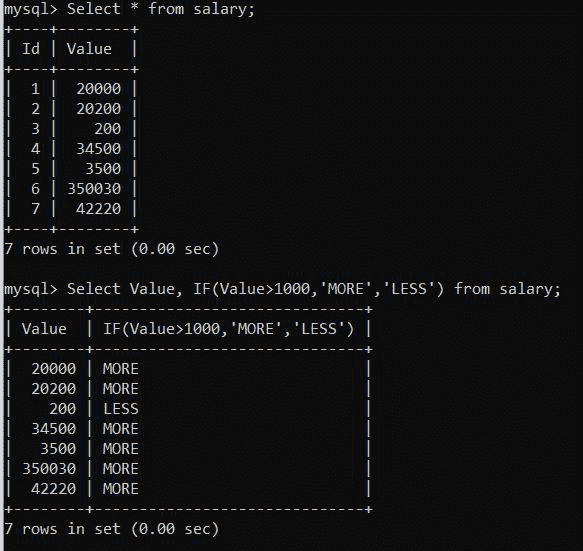 mysql> Select * from salary;
+----+--------+
| Id | Value  |
+----+--------+
|  1 |  20000 |
|  2 |  20200 |
|  3 |    200 |
|  4 |  34500 |
|  5 |   3500 |
|  6 | 350030 |
|  7 |  42220 |
+----+--------+
7 rows in set (0.00 sec)

mysql> Select Value, IF(Value>1000,'MORE','LESS') from salary;
+--------+------------------------------+
| Value  | IF(Value>1000,'MORE','LESS') |
+--------+------------------------------+
|  20000 | MORE                         |
|  20200 | MORE                         |
|    200 | LESS                         |
|  34500 | MORE                         |
|   3500 | MORE                         |
| 350030 | MORE                         |
|  42220 | MORE                         |
+--------+------------------------------+
7 rows in set (0.00 sec)